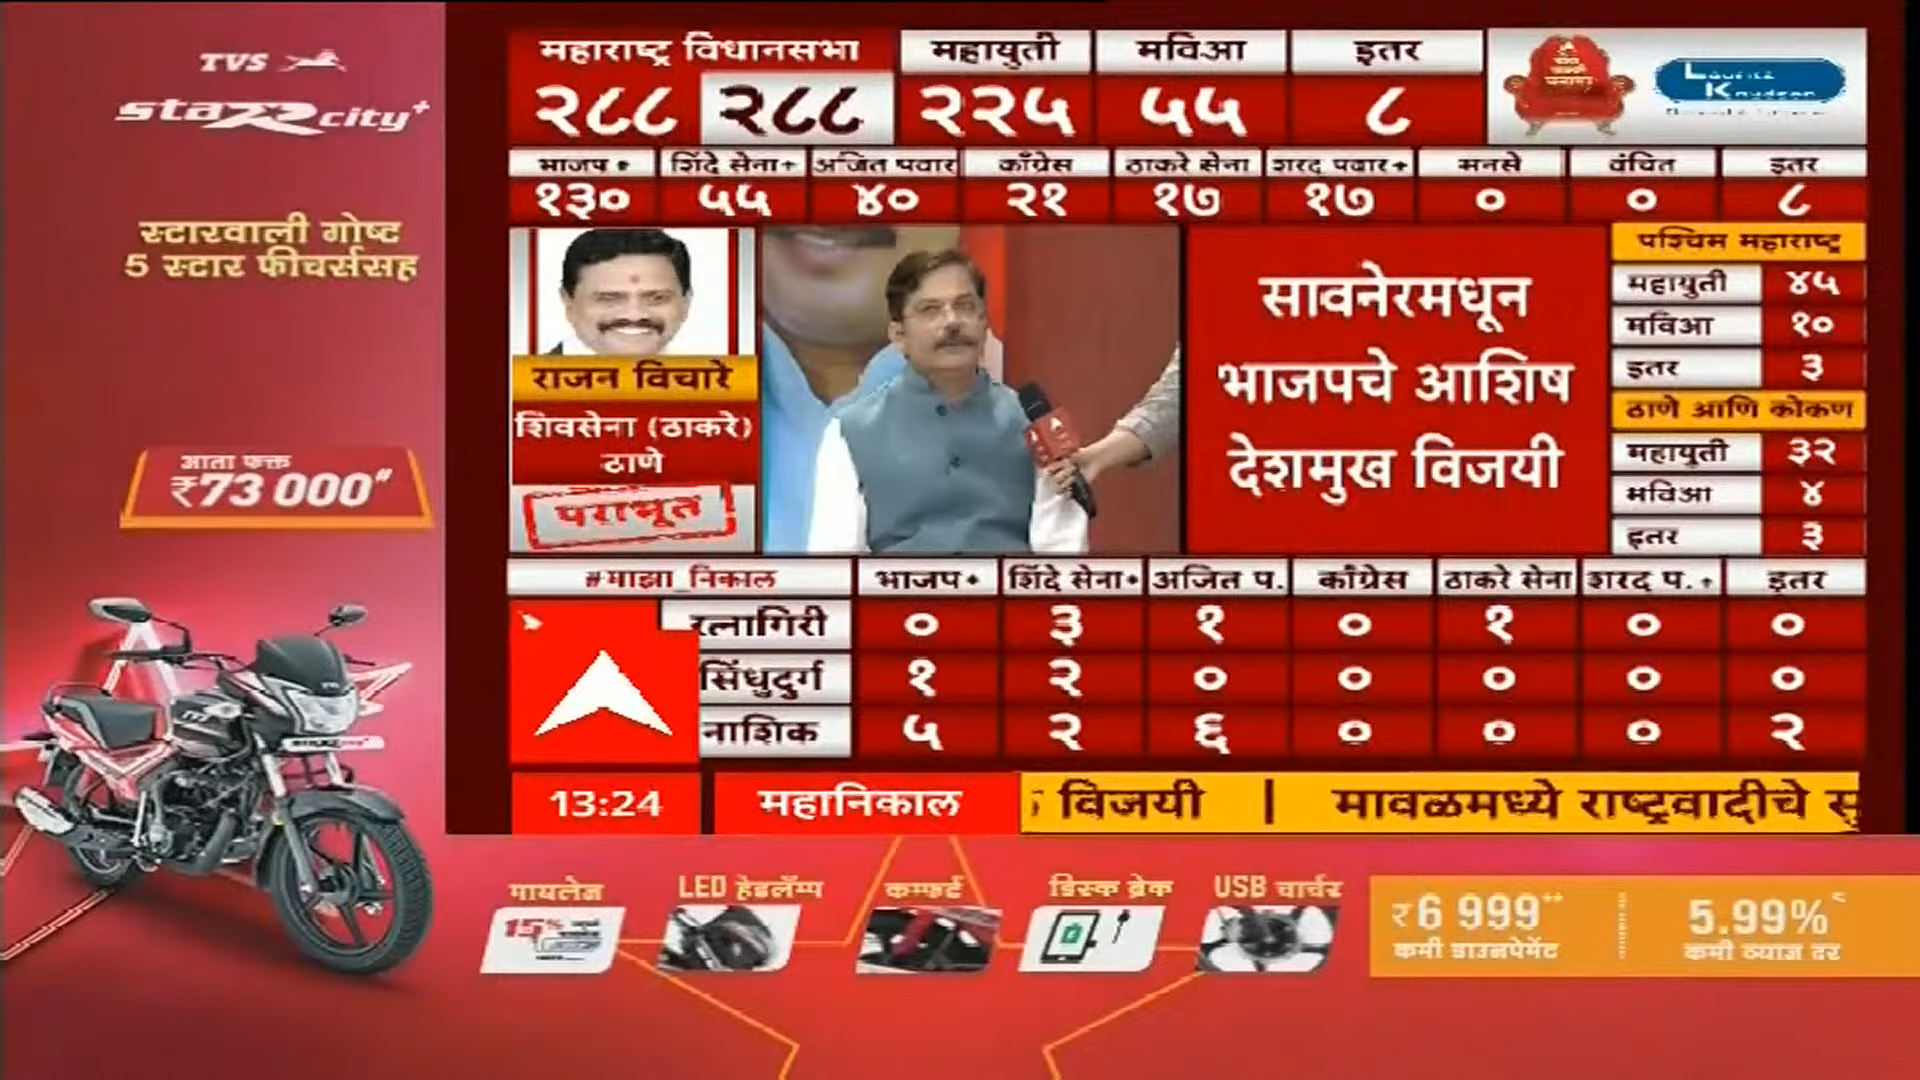 TVS
staR city+
स्टारवाली गोष्ट
5 स्टार फीचर्ससह
आता फक्त
₹73 000#
महाराष्ट्र विधानसभा
महायुती
मविआ
इतर
२८८
२८८
२२५
५५
८
Lauritz
Knudsen
भाजप+
शिंदे सेना+
अजित पवार
काँग्रेस
ठाकरे सेना
शरद पवार+
मनसे
वंचित
इतर
१३०
५५
४०
२१
१७
१७
०
०
८
राजन विचारे
शिवसेना (ठाकरे)
ठाणे
पराभूत
सावनेरमधून
भाजपचे आशिष
देशमुख विजयी
पश्चिम महाराष्ट्र
महायुती ४५
मविआ १०
इतर ३
ठाणे आणि कोकण
महायुती ३२
मविआ ४
इतर ३
#माझा_निकाल भाजप+ शिंदे सेना+ अजित प. काँग्रेस ठाकरे सेना शरद प.+ इतर
रत्नागिरी ० ३ १ ० १ ० ०
सिंधुदुर्ग १ २ ० ० ० ० ०
नाशिक ५ २ ६ ० ० ० २
13:24
महानिकाल
विजयी | मावळमध्ये राष्ट्रवादीचे
मायलेज
LED हेडलॅम्प
कम्फर्ट
डिस्क ब्रेक
USB चार्जर
15%
₹6 999**
कमी डाउनपेमेंट
5.99%
कमी व्याज दर